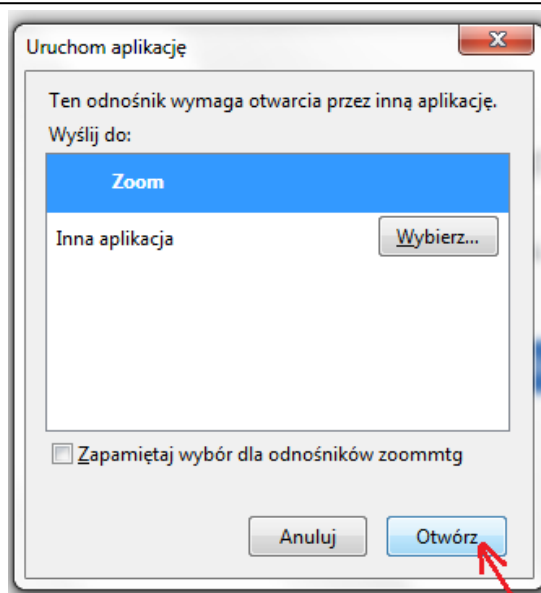 Uruchom aplikację
Ten odnośnik wymaga otwarcia przez inną aplikację.
Wyślij do:
Zoom
Inna aplikacja
Wybierz...
Zapamiętaj wybór dla odnośników zoommtg
Anuluj
Otwórz